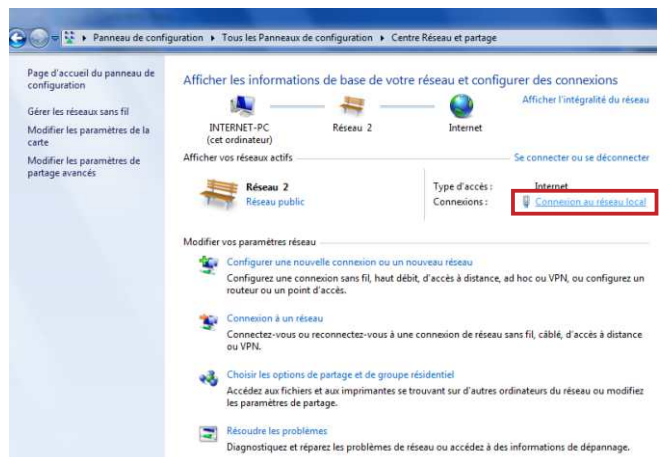 Panneau de configuration ▸ Tous les Panneaux de configuration ▸ Centre Réseau et partage
Page d'accueil du panneau de
configuration
Gérer les réseaux sans fil
Modifier les paramètres de la
carte
Modifier les paramètres de
partage avancés
Afficher les informations de base de votre réseau et configurer des connexions
Afficher l'intégralité du réseau
INTERNET-PC
(cet ordinateur)
Réseau 2
Internet
Afficher vos réseaux actifs
Se connecter ou se déconnecter
Réseau 2
Réseau public
Type d'accès : Internet
Connexions : Connexion au réseau local
Modifier vos paramètres réseau
Configurer une nouvelle connexion ou un nouveau réseau
Configurez une connexion sans fil, haut débit, d'accès à distance, ad hoc ou VPN, ou configurez un
routeur ou un point d'accès.
Connexion à un réseau
Connectez-vous ou reconnectez-vous à une connexion de réseau sans fil, câblé, d'accès à distance
ou VPN.
Choisir les options de partage et de groupe résidentiel
Accédez aux fichiers et aux imprimantes se trouvant sur d'autres ordinateurs du réseau ou modifiez
les paramètres de partage.
Résoudre les problèmes
Diagnostiquez et réparez les problèmes de réseau ou accédez à des informations de dépannage.